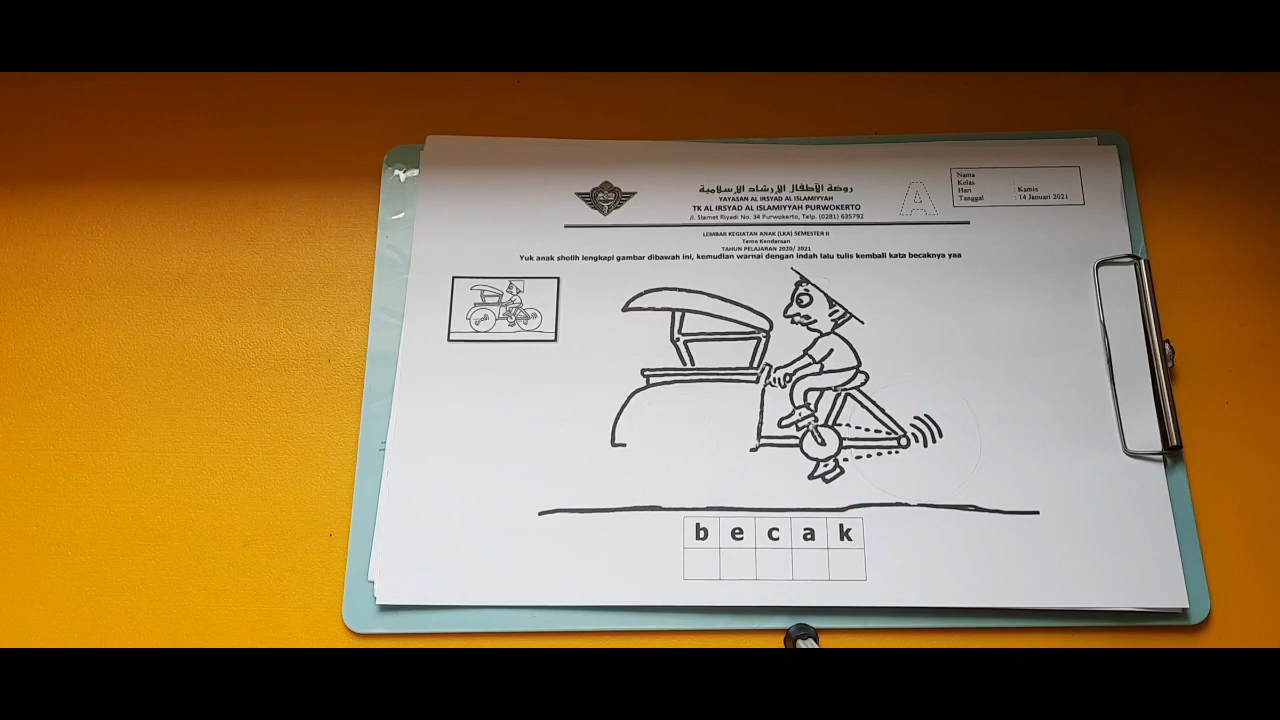 روضة الأطفال الإرشاد الإسلامية
YAYASAN AL IRSYAD AL ISLAMIYYAH
TK AL IRSYAD AL ISLAMIYYAH PURWOKERTO
Jl. Slamet Riyadi No. 34 Purwokerto, Telp. (0281) 635792
A
Nama
Kelas
Hari : Kamis
Tanggal : 14 Januari 2021
LEMBAR KEGIATAN ANAK (LKA) SEMESTER II
Tema Kendaraan
TAHUN PELAJARAN 2020/ 2021
Yuk anak sholih lengkapi gambar dibawah ini, kemudian warnai dengan indah lalu tulis kembali kata becaknya yaa
b e c a k